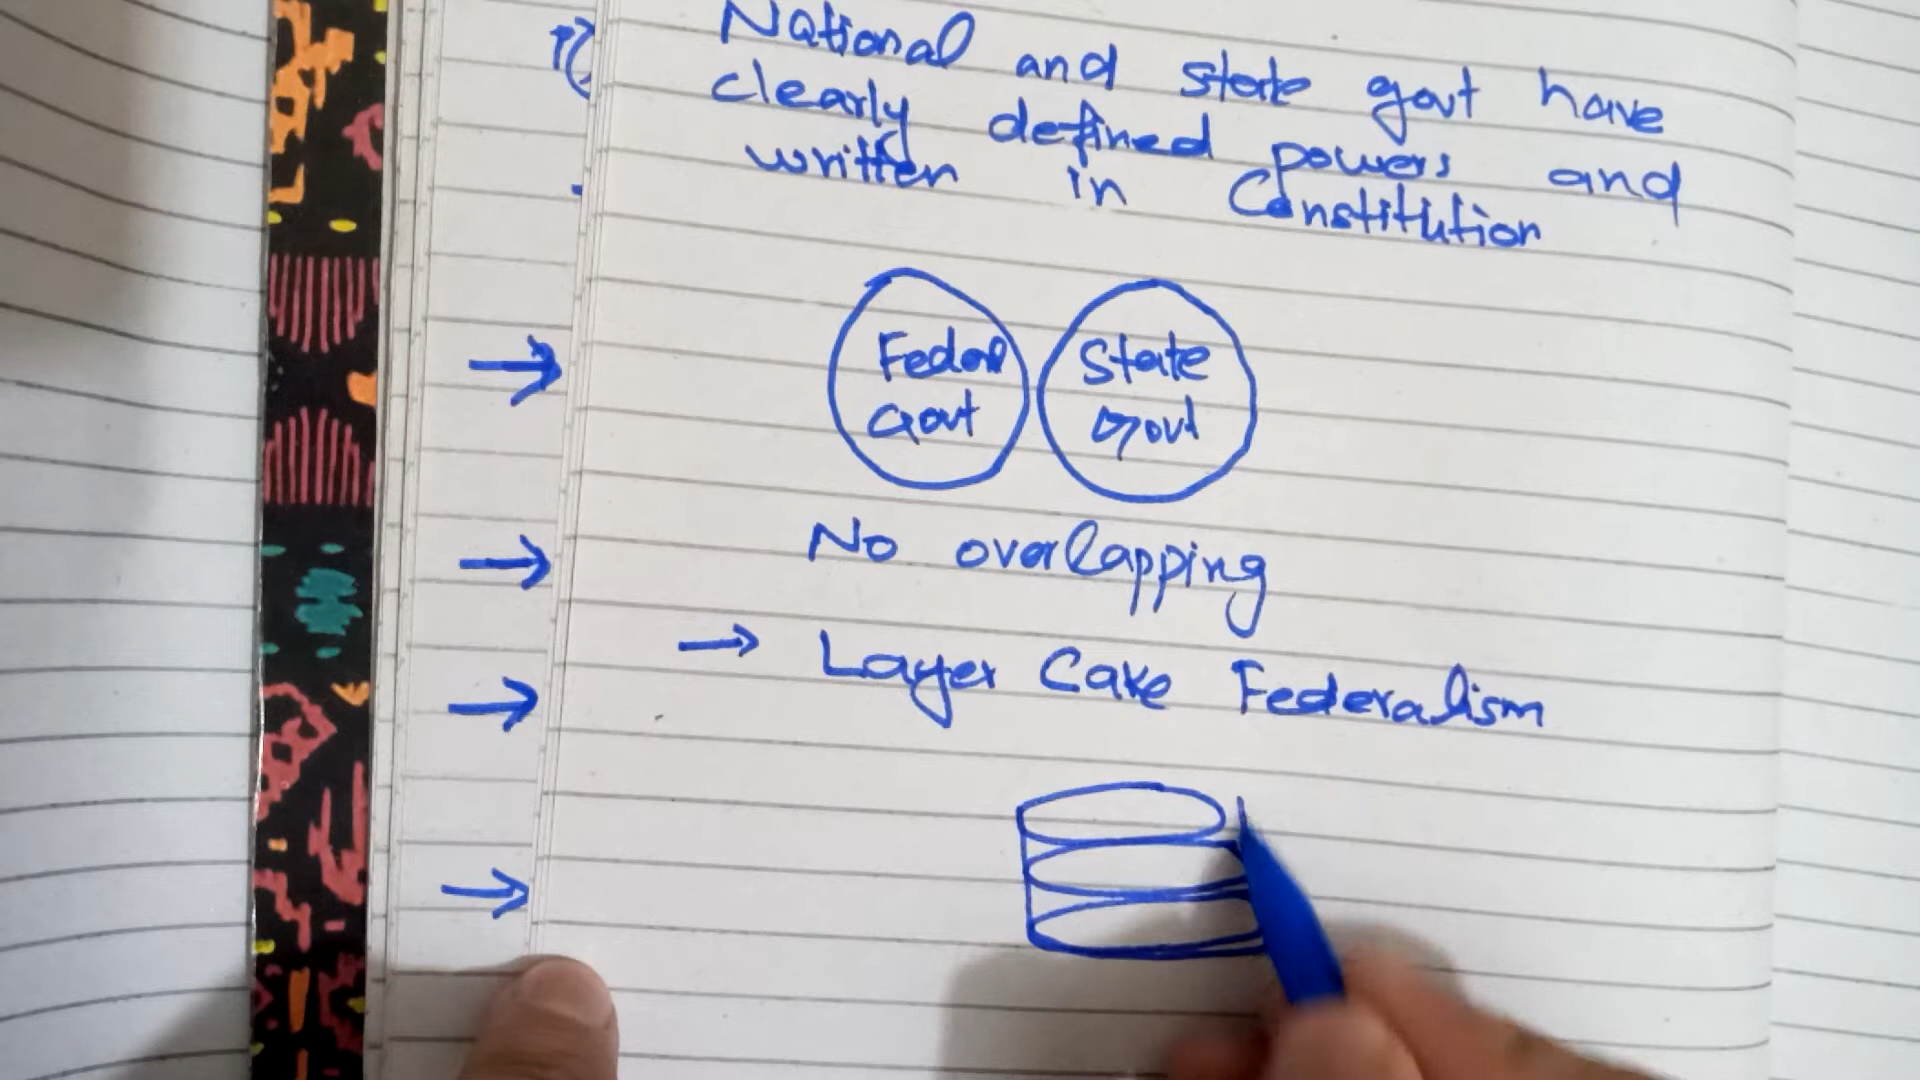 National and state govt have
clearly defined powers and
written in Constitution
Federal
Govt
State
Govt
No overlapping
→ Layer Cake Federalism